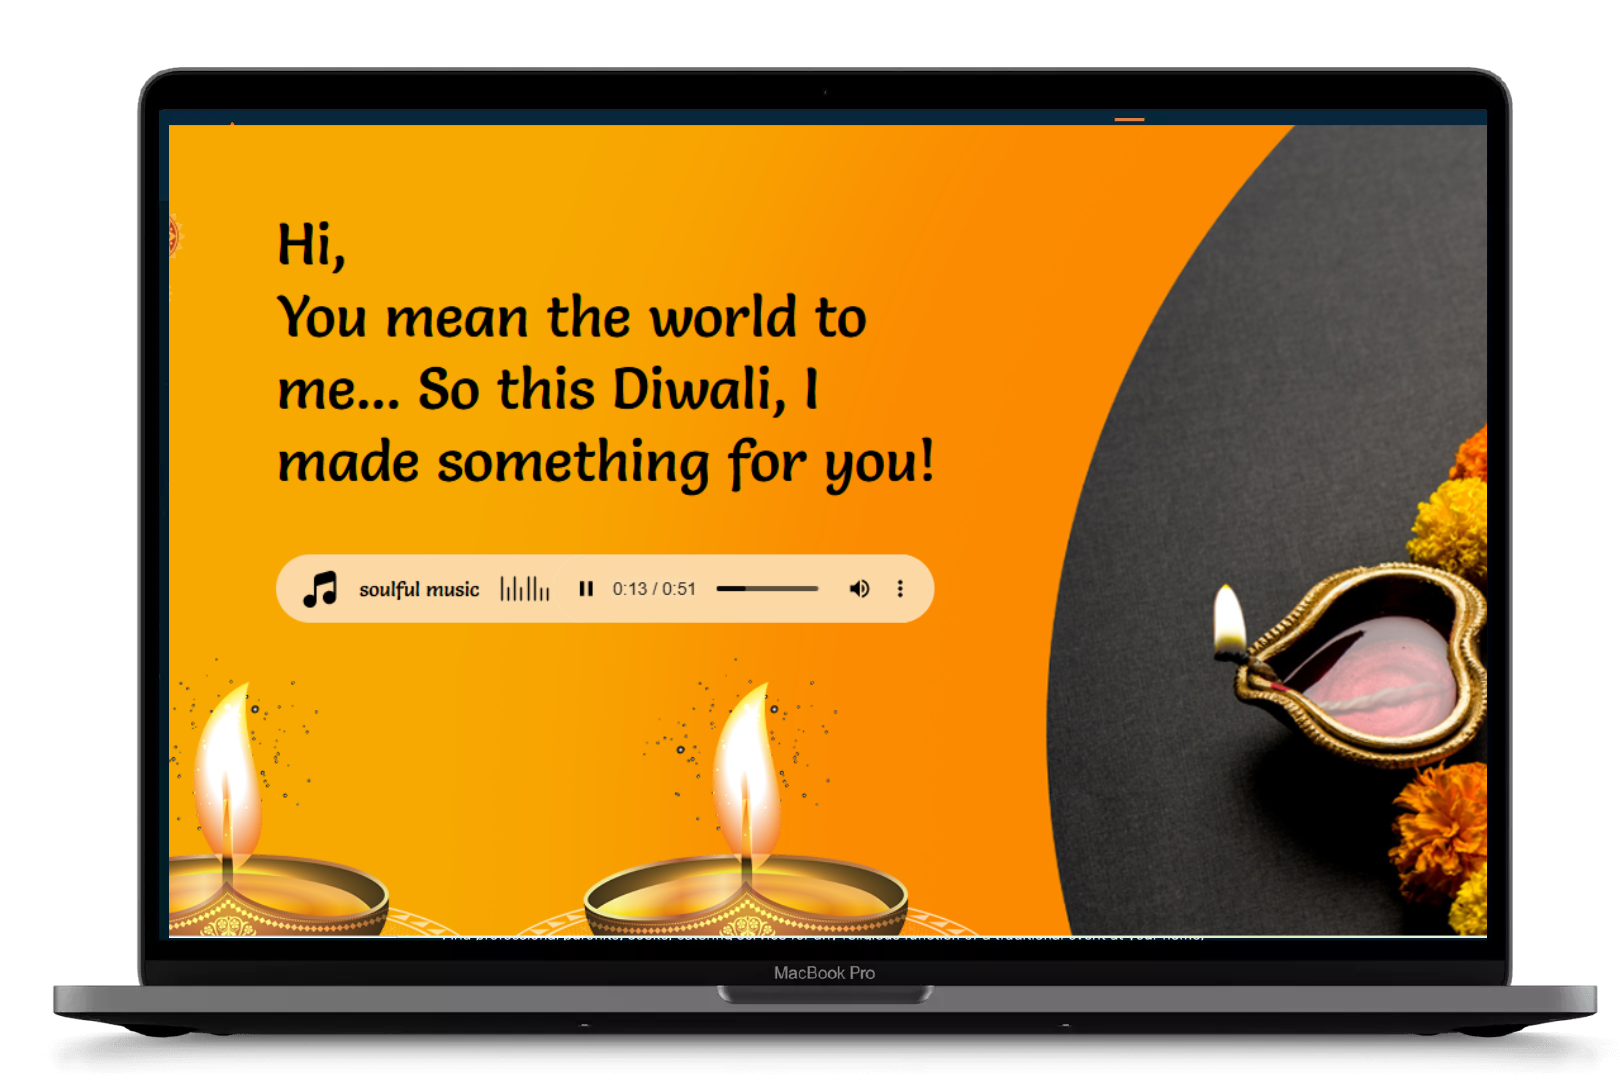 Hi,
You mean the world to
me... So this Diwali, I
made something for you!
soulful music
0:13 / 0:51
MacBook Pro